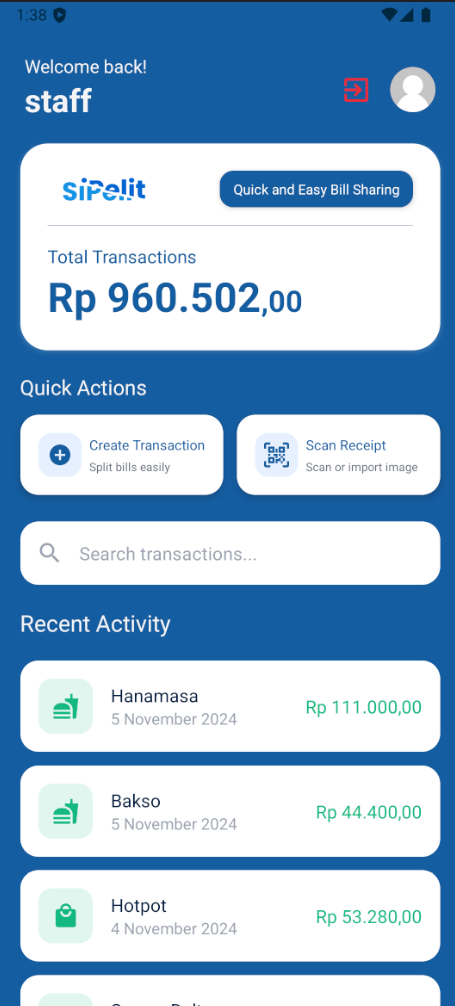 1:38
Welcome back!
staff
SiPelit
Quick and Easy Bill Sharing
Total Transactions
Rp 960.502,00
Quick Actions
Create Transaction
Split bills easily
Scan Receipt
Scan or import image
Search transactions...
Recent Activity
Hanamasa
5 November 2024
Rp 111.000,00
Bakso
5 November 2024
Rp 44.400,00
Hotpot
4 November 2024
Rp 53.280,00